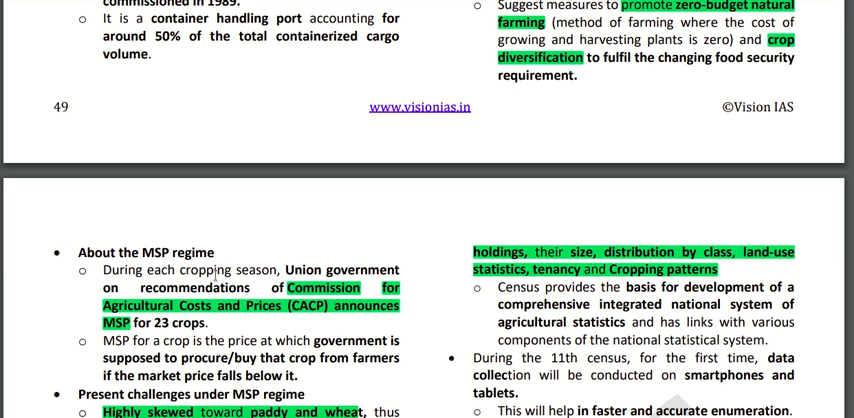 commissioned in 1989.
o It is a container handling port accounting for
around 50% of the total containerized cargo
volume.
o Suggest measures to promote zero-budget natural
farming (method of farming where the cost of
growing and harvesting plants is zero) and crop
diversification to fulfil the changing food security
requirement.
49 www.visionias.in ©Vision IAS
• About the MSP regime
o During each cropping season, Union government
on recommendations of Commission for
Agricultural Costs and Prices (CACP) announces
MSP for 23 crops.
o MSP for a crop is the price at which government is
supposed to procure/buy that crop from farmers
if the market price falls below it.
• Present challenges under MSP regime
o Highly skewed toward paddy and wheat, thus
holdings, their size, distribution by class, land-use
statistics, tenancy and Cropping patterns
o Census provides the basis for development of a
comprehensive integrated national system of
agricultural statistics and has links with various
components of the national statistical system.
• During the 11th census, for the first time, data
collection will be conducted on smartphones and
tablets.
o This will help in faster and accurate enumeration.